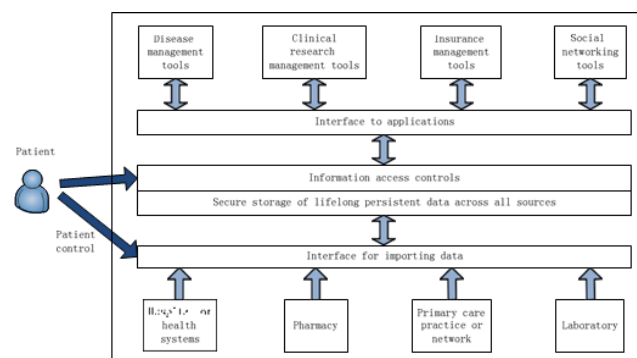 Disease
management
tools
Clinical
research
management tools
Insurance
management
tools
Social
networking
tools
Interface to applications
Patient
Information access controls
Secure storage of lifelong persistent data across all sources
Patient
control
Interface for importing data
or
health
systems
Pharmacy
Primary care
practice or
network
Laboratory